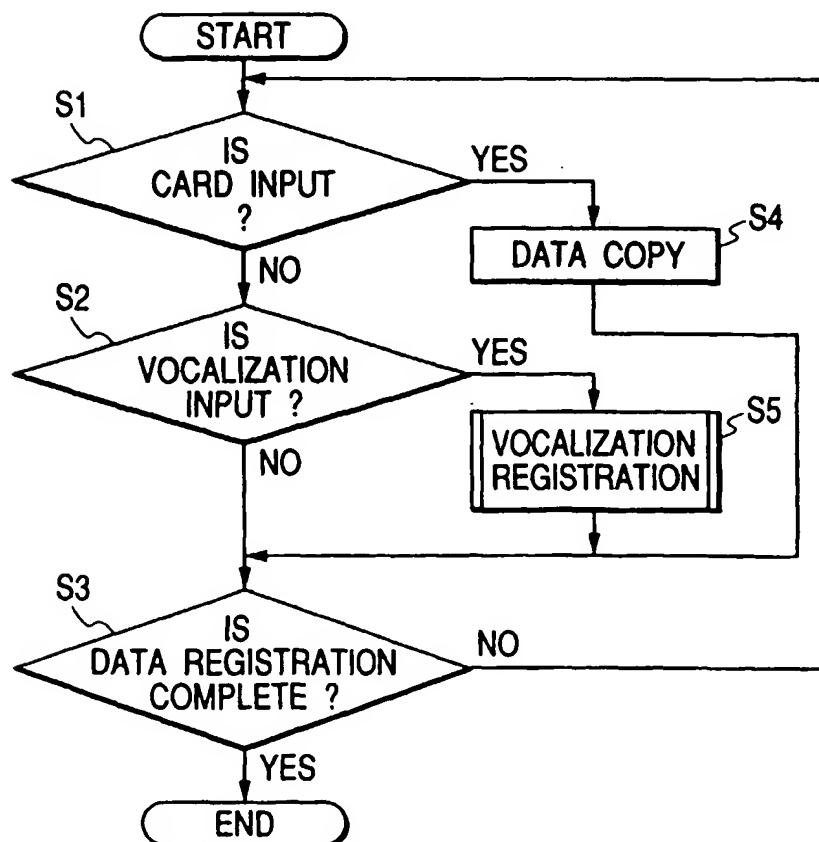 START
S1
IS
CARD INPUT
?
YES
S4
DATA COPY
NO
S2
IS
VOCALIZATION
INPUT ?
YES
S5
VOCALIZATION
REGISTRATION
NO
S3
IS
DATA REGISTRATION
COMPLETE ?
NO
YES
END